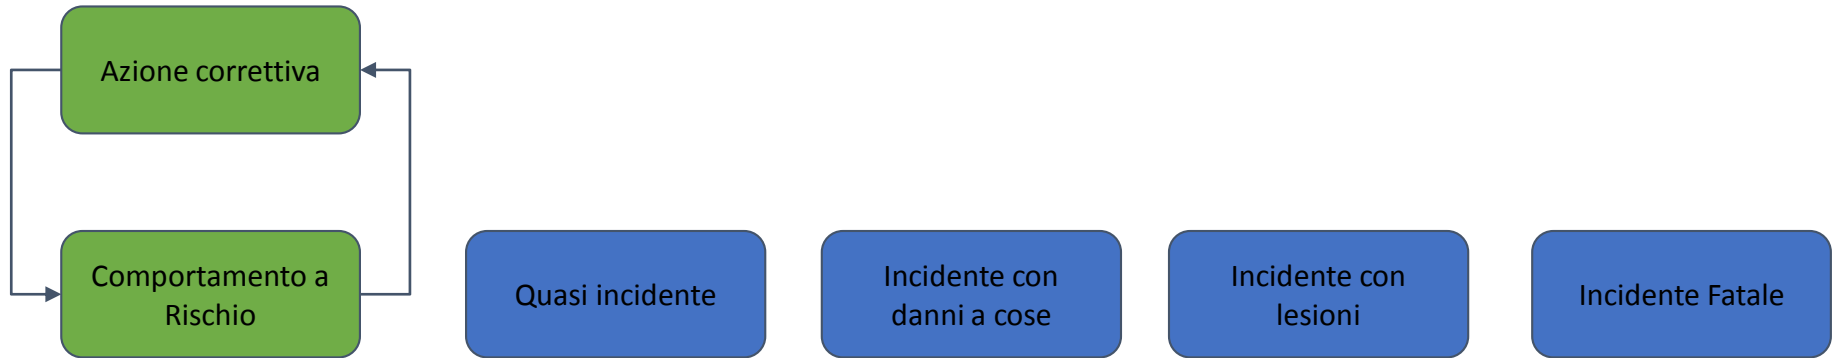 Azione correttiva
Comportamento a
Rischio
Quasi incidente
Incidente con
danni a cose
Incidente con
lesioni
Incidente Fatale